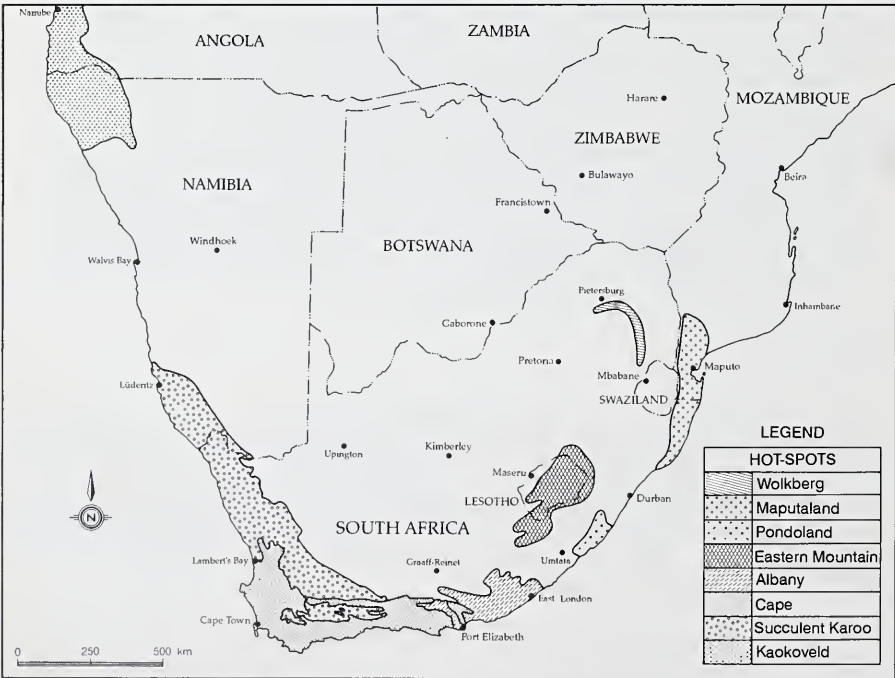 Namibe
ANGOLA
ZAMBIA
Harare
MOZAMBIQUE
ZIMBABWE
Bulawayo
Beira
NAMIBIA
Francistown
Windhoek
BOTSWANA
Walvis Bay
Pietersburg
Inhambane
Gaborone
Pretoria
Maputo
Mbabane
Lüderitz
SWAZILAND
LEGEND
HOT-SPOTS
Wolkberg
Maputaland
Pondoland
Eastern Mountain
Albany
Cape
Succulent Karoo
Kaokoveld
Upington
Kimberley
Maseru
LESOTHO
Durban
N
SOUTH AFRICA
Umtata
Lambert's Bay
Graaff-Reinet
East London
Cape Town
Port Elizabeth
0 250 500 km